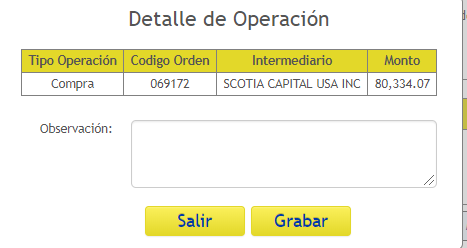 Detalle de Operación
Tipo Operación Codigo Orden Intermediario Monto
Compra 069172 SCOTIA CAPITAL USA INC 80,334.07
Observación:
Salir Grabar